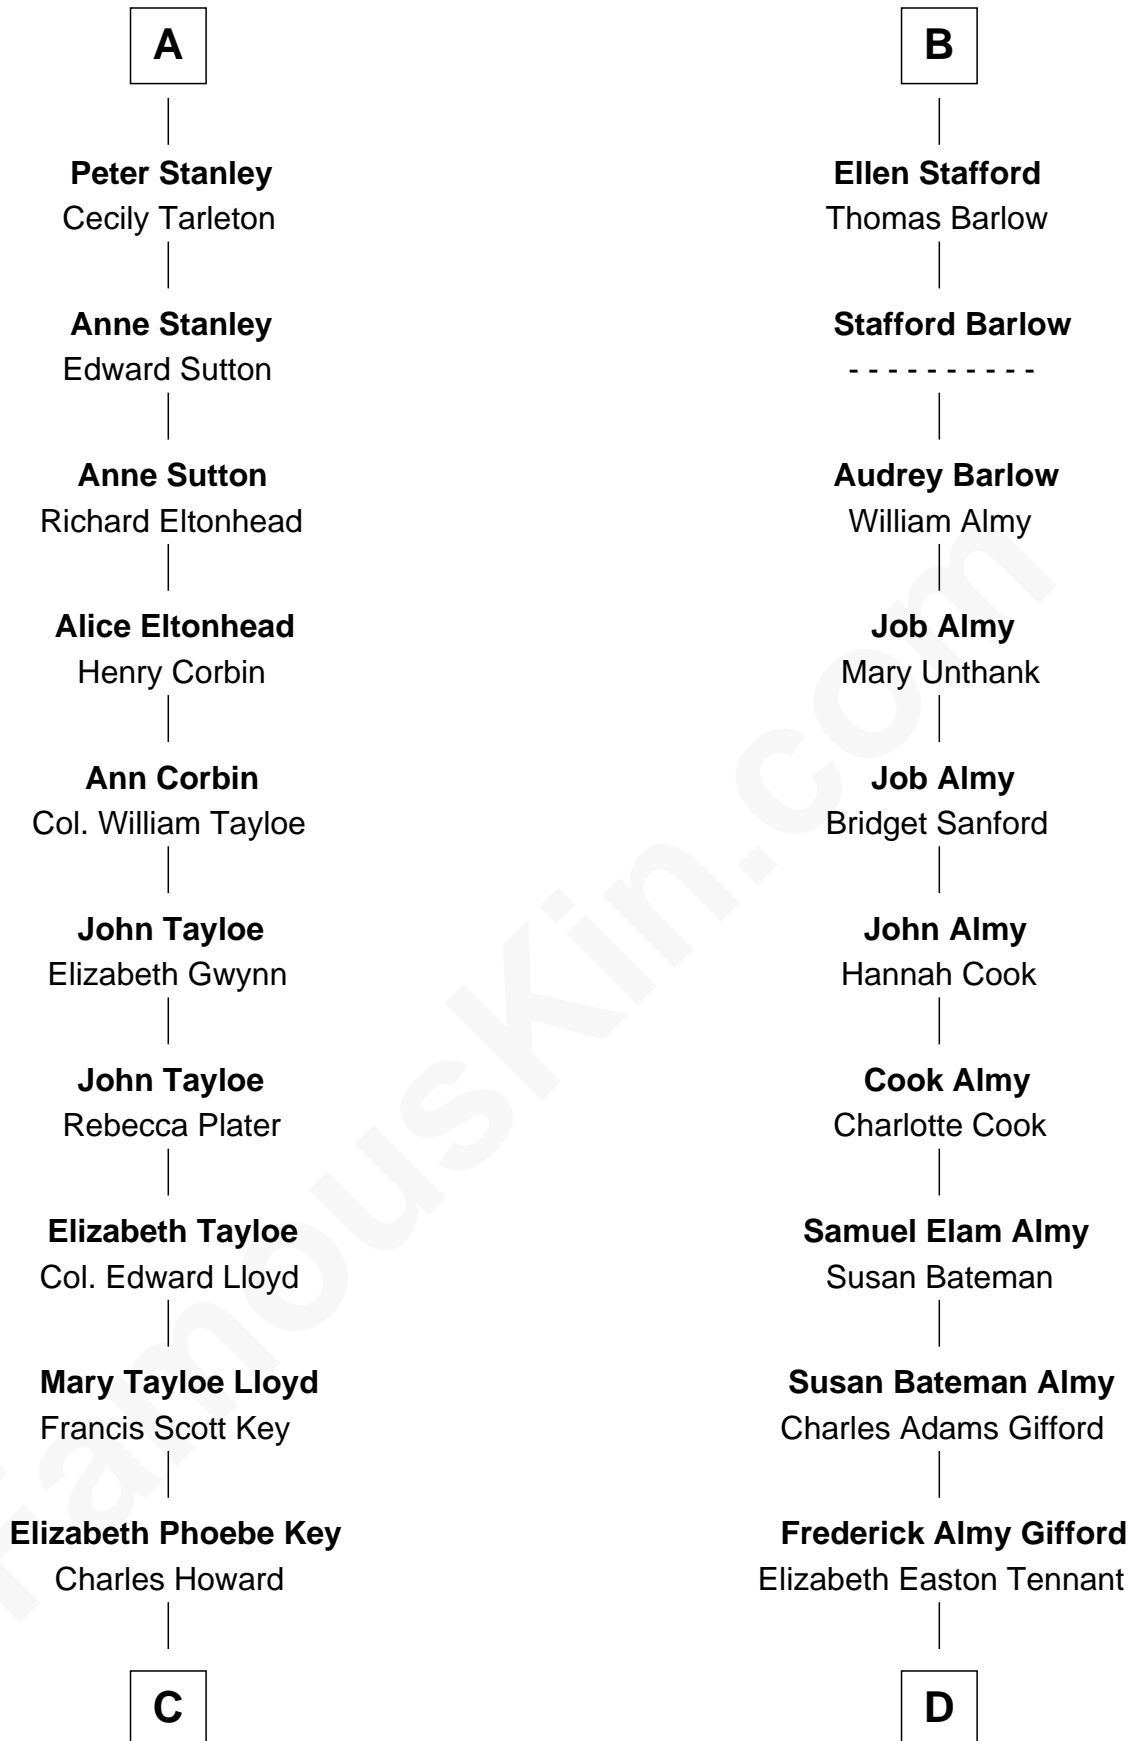 A
Peter Stanley
Cecily Tarleton
Anne Stanley
Edward Sutton
Anne Sutton
Richard Eltonhead
Alice Eltonhead
Henry Corbin
Ann Corbin
Col. William Tayloe
John Tayloe
Elizabeth Gwynn
John Tayloe
Rebecca Plater
Elizabeth Tayloe
Col. Edward Lloyd
Mary Tayloe Lloyd
Francis Scott Key
Elizabeth Phoebe Key
Charles Howard
C
B
Ellen Stafford
Thomas Barlow
Stafford Barlow
- - - - - - - - - -
Audrey Barlow
William Almy
Job Almy
Mary Unthank
Job Almy
Bridget Sanford
John Almy
Hannah Cook
Cook Almy
Charlotte Cook
Samuel Elam Almy
Susan Bateman
Susan Bateman Almy
Charles Adams Gifford
Frederick Almy Gifford
Elizabeth Easton Tennant
D
FamousKin.com